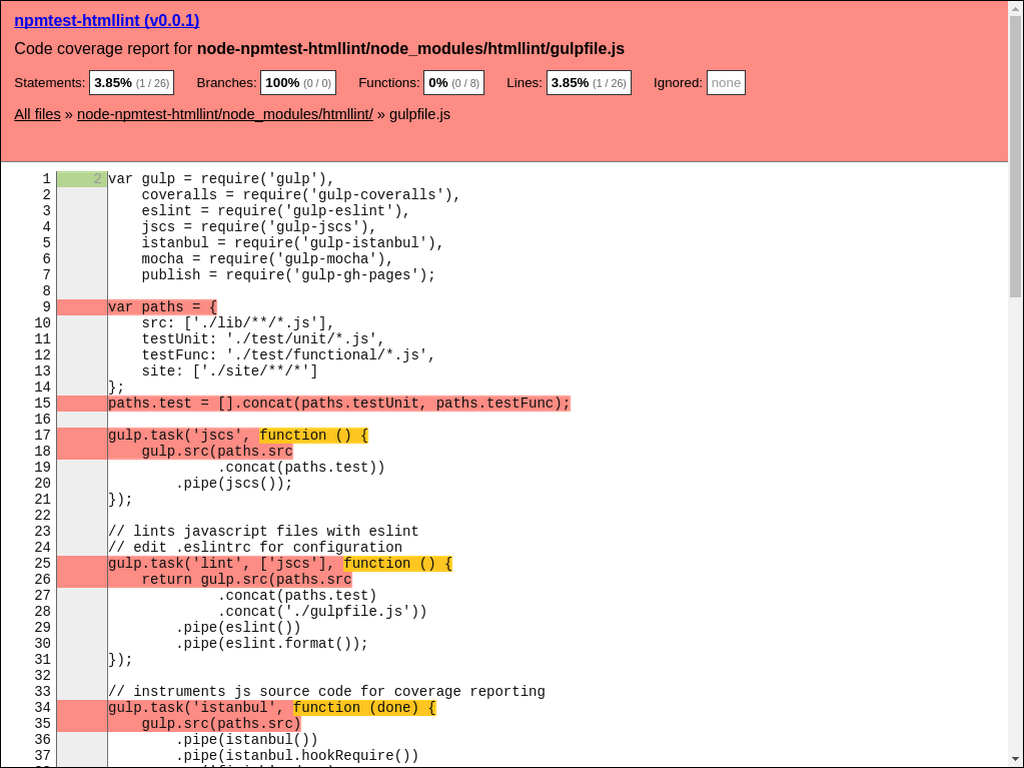 npmtest-htmllint (v0.0.1)
Code coverage report for node-npmtest-htmllint/node_modules/htmllint/gulpfile.js
Statements: 3.85% (1 / 26) Branches: 100% (0 / 0) Functions: 0% (0 / 8) Lines: 3.85% (1 / 26) Ignored: none
All files » node-npmtest-htmllint/node_modules/htmllint/ » gulpfile.js
1 2 var gulp = require('gulp'),
2     coveralls = require('gulp-coveralls'),
3     eslint = require('gulp-eslint'),
4     jscs = require('gulp-jscs'),
5     istanbul = require('gulp-istanbul'),
6     mocha = require('gulp-mocha'),
7     publish = require('gulp-gh-pages');
8
9 var paths = {
10     src: ['./lib/**/*.js'],
11     testUnit: './test/unit/*.js',
12     testFunc: './test/functional/*.js',
13     site: ['./site/**/*']
14 };
15 paths.test = [].concat(paths.testUnit, paths.testFunc);
16
17 gulp.task('jscs', function () {
18     gulp.src(paths.src
19              .concat(paths.test))
20         .pipe(jscs());
21 });
22
23 // lints javascript files with eslint
24 // edit .eslintrc for configuration
25 gulp.task('lint', ['jscs'], function () {
26     return gulp.src(paths.src
27              .concat(paths.test)
28              .concat('./gulpfile.js'))
29         .pipe(eslint())
30         .pipe(eslint.format());
31 });
32
33 // instruments js source code for coverage reporting
34 gulp.task('istanbul', function (done) {
35     gulp.src(paths.src)
36         .pipe(istanbul())
37         .pipe(istanbul.hookRequire())